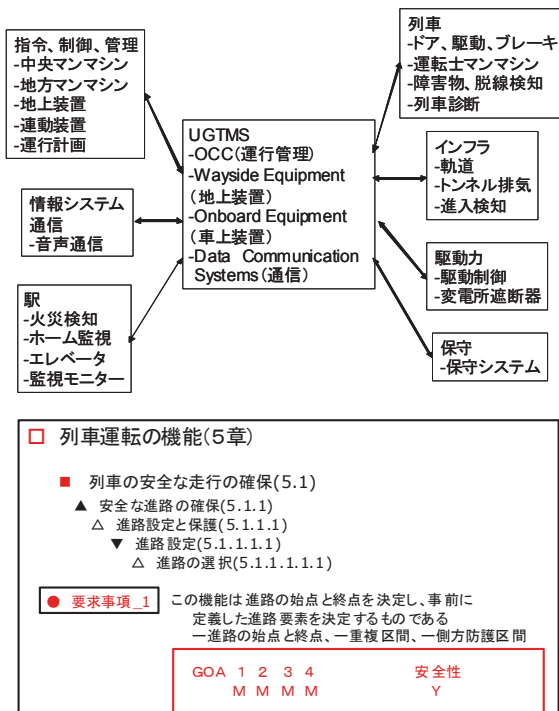 指令、制御、管理
-中央マンマシン
-地方マンマシン
-地上装置
-連動装置
-運行計画
情報システム
通信
-音声通信
駅
-火災検知
-ホーム監視
-エレベータ
-監視モニター
UGTMS
-OCC(運行管理)
-Wayside Equipment
(地上装置)
-Onboard Equipment
(車上装置)
-Data Communication
Systems(通信)
列車
-ドア、駆動、ブレーキ
-運転士マンマシン
-障害物、脱線検知
-列車診断
インフラ
-軌道
-トンネル排気
-進入検知
駆動力
-駆動制御
-変電所遮断器
保守
-保守システム
□ 列車運転の機能(5章)
■ 列車の安全な走行の確保(5.1)
▲ 安全な進路の確保(5.1.1)
△ 進路設定と保護(5.1.1.1)
▼ 進路設定(5.1.1.1.1)
△ 進路の選択(5.1.1.1.1.1)
● 要求事項_1 この機能は進路の始点と終点を決定し、事前に
定義した進路要素を決定するものである
―進路の始点と終点、―重複区間、―側方防護区間
GOA 1 2 3 4 安全性
M M M M Y